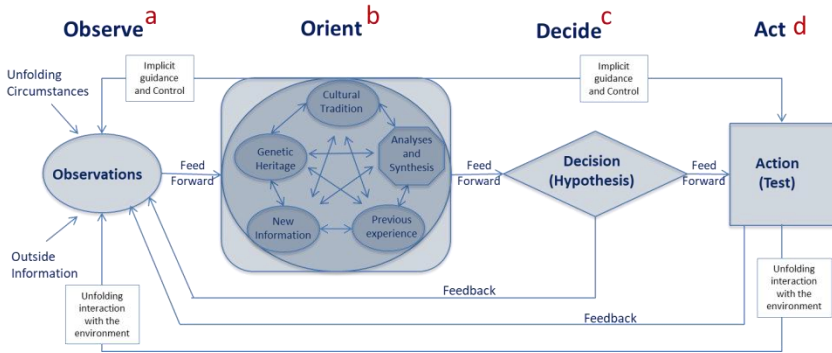 Observe a
Orient b
Decide c
Act d
Implicit
guidance
and Control
Implicit
guidance
and Control
Unfolding
Circumstances
Cultural
Tradition
Genetic
Heritage
Analyses
and
Synthesis
New
Information
Previous
experience
Observations
Feed
Forward
Feed
Forward
Decision
(Hypothesis)
Feed
Forward
Action
(Test)
Outside
Information
Unfolding
interaction
with the
environment
Feedback
Feedback
Unfolding
interaction
with the
environment